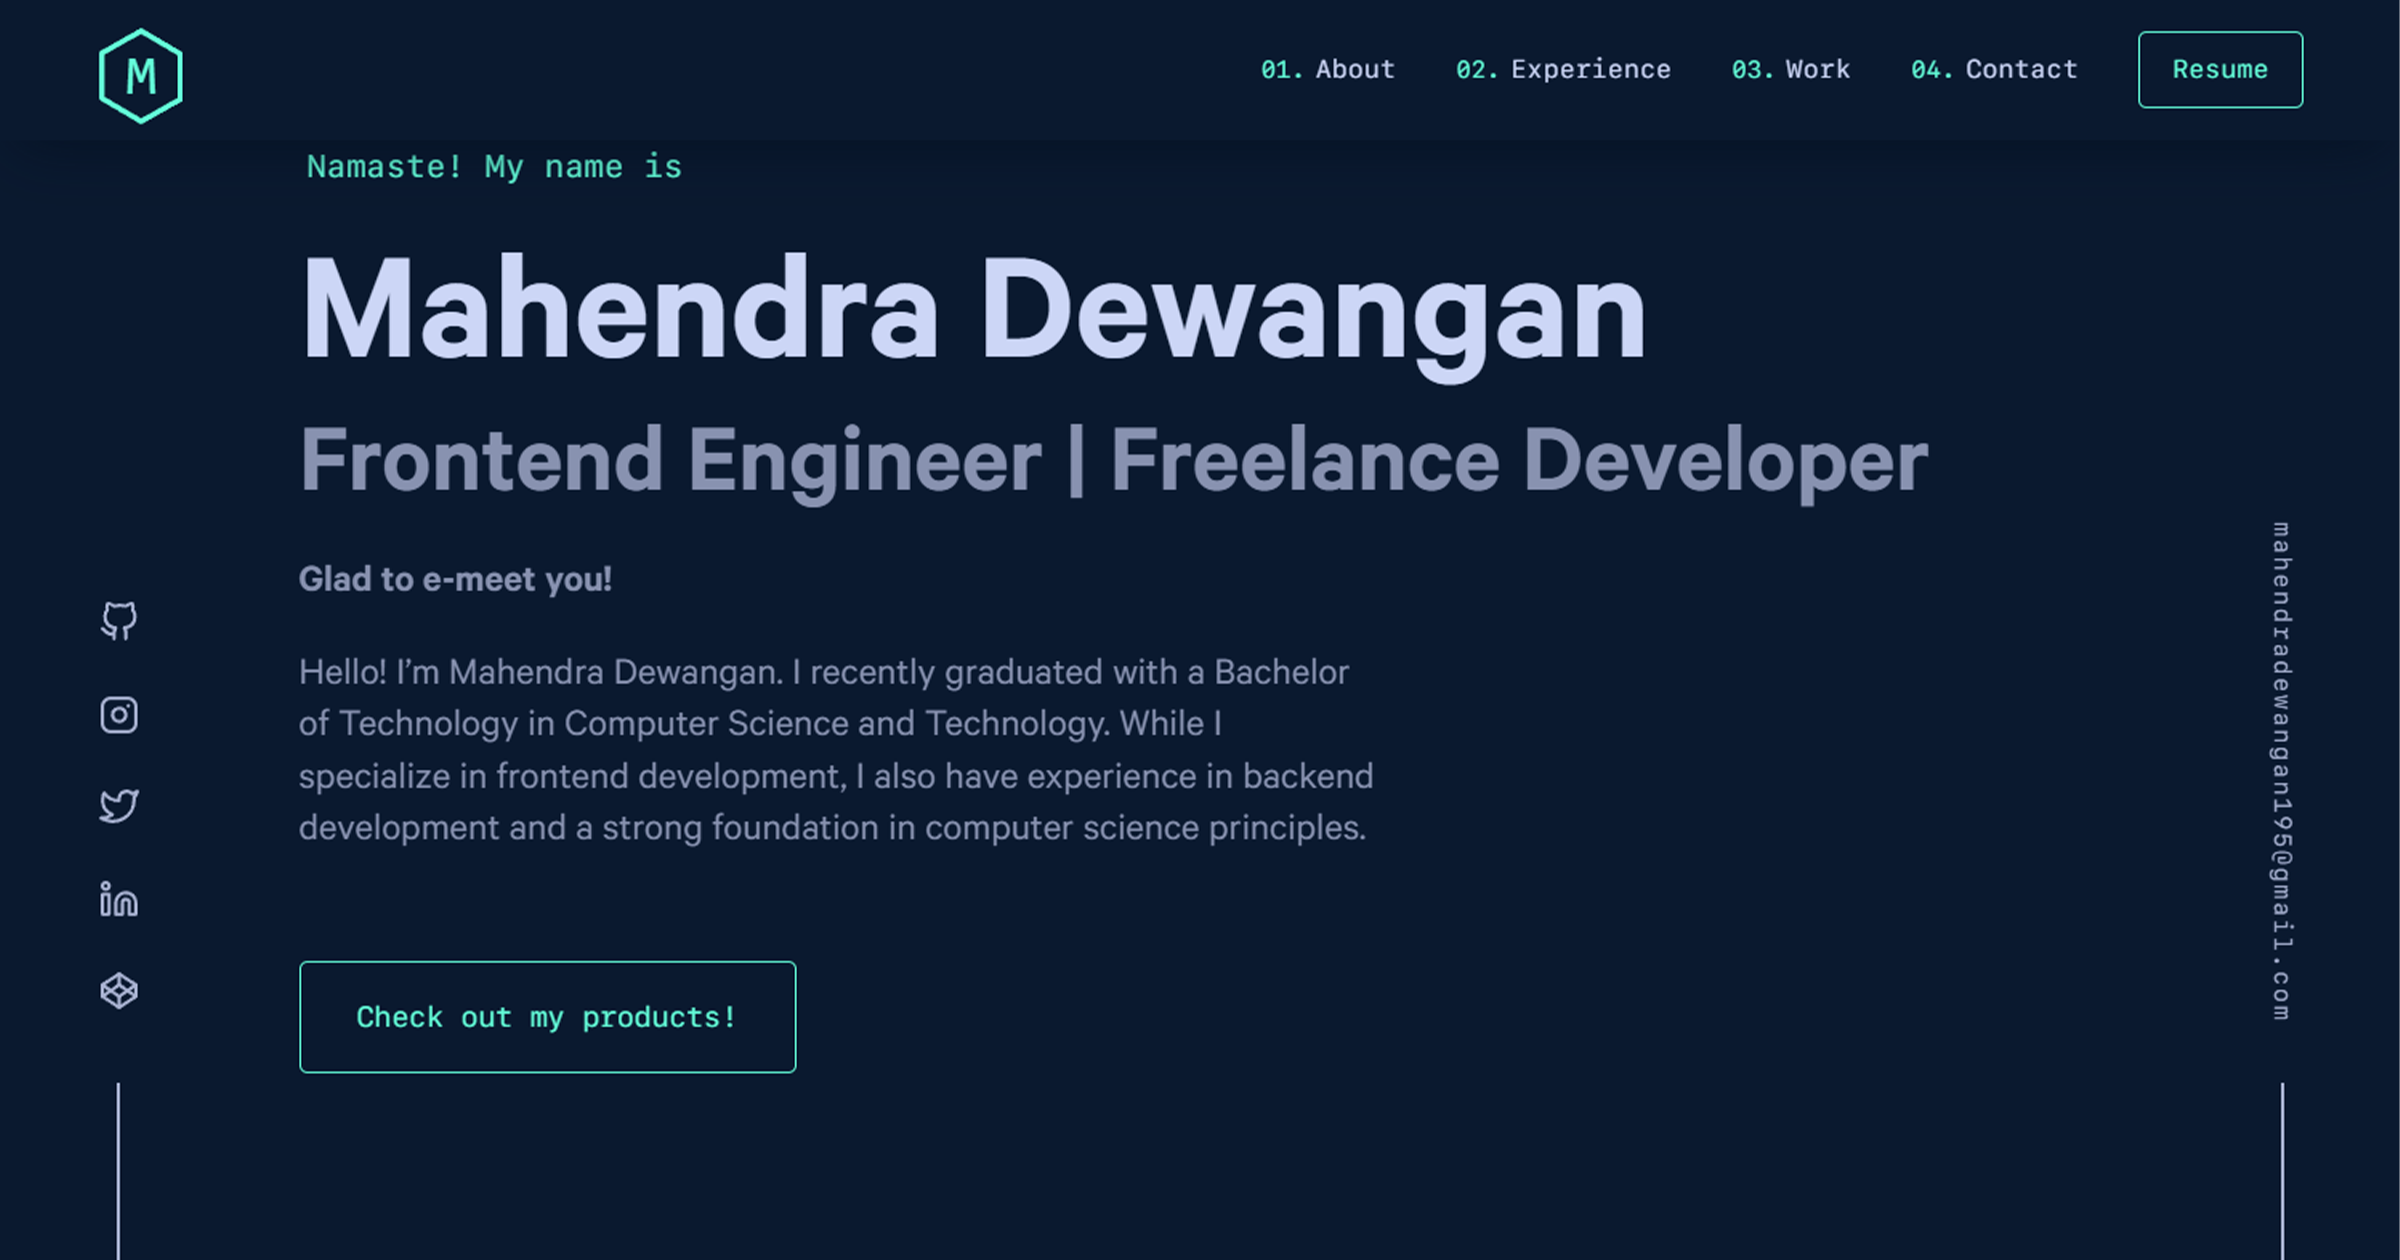 M
01. About 02. Experience 03. Work 04. Contact Resume
Namaste! My name is
Mahendra Dewangan
Frontend Engineer | Freelance Developer
Glad to e-meet you!
Hello! I’m Mahendra Dewangan. I recently graduated with a Bachelor
of Technology in Computer Science and Technology. While I
specialize in frontend development, I also have experience in backend
development and a strong foundation in computer science principles.
Check out my products!
mahendradewangan195@gmail.com